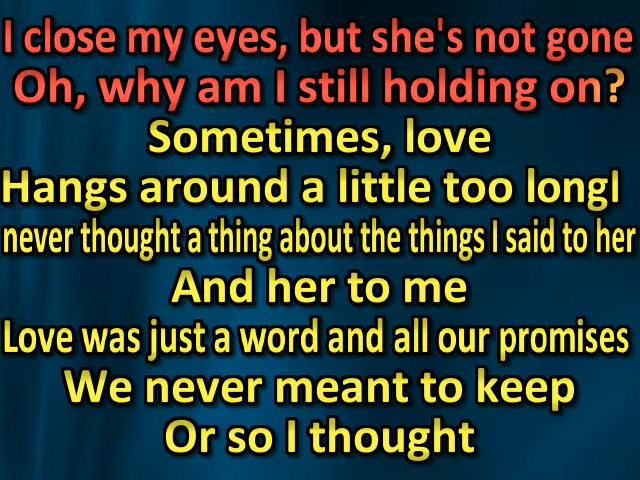 I close my eyes, but she's not gone
Oh, why am I still holding on?
Sometimes, love
Hangs around a little too longI
never thought a thing about the things I said to her
And her to me
Love was just a word and all our promises
We never meant to keep
Or so I thought